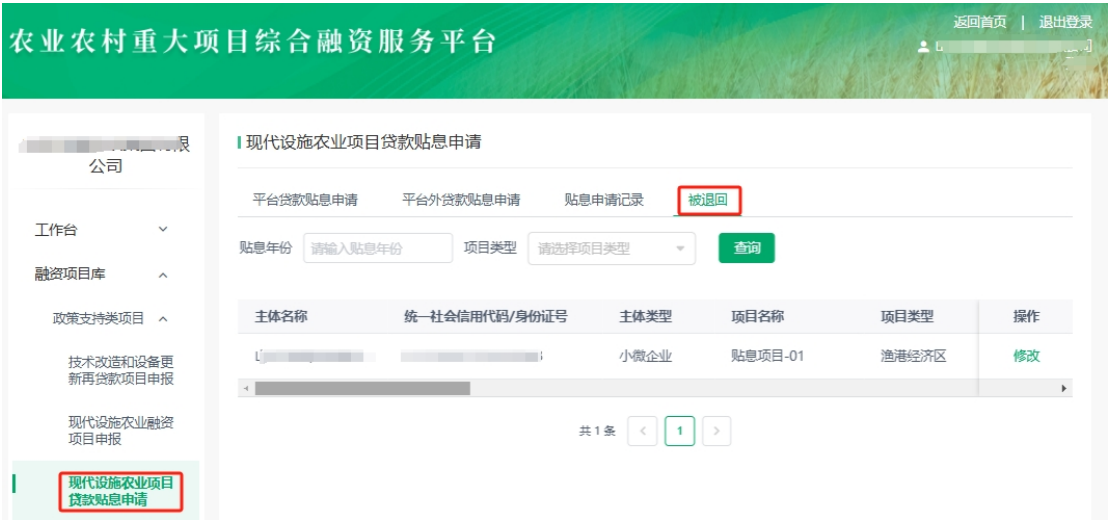 返回首页 | 退出登录
农业农村重大项目综合融资服务平台
限
公司
工作台
融资项目库
政策支持类项目
技术改造和设备更
新再贷款项目申报
现代设施农业融资
项目申报
现代设施农业项目
贷款贴息申请
现代设施农业项目贷款贴息申请
平台贷款贴息申请 平台外贷款贴息申请 贴息申请记录 被退回
贴息年份 请输入贴息年份 项目类型 请选择项目类型 查询
主体名称 统一社会信用代码/身份证号 主体类型 项目名称 项目类型 操作
小微企业 贴息项目-01 渔港经济区 修改
共 1 条 < 1 >